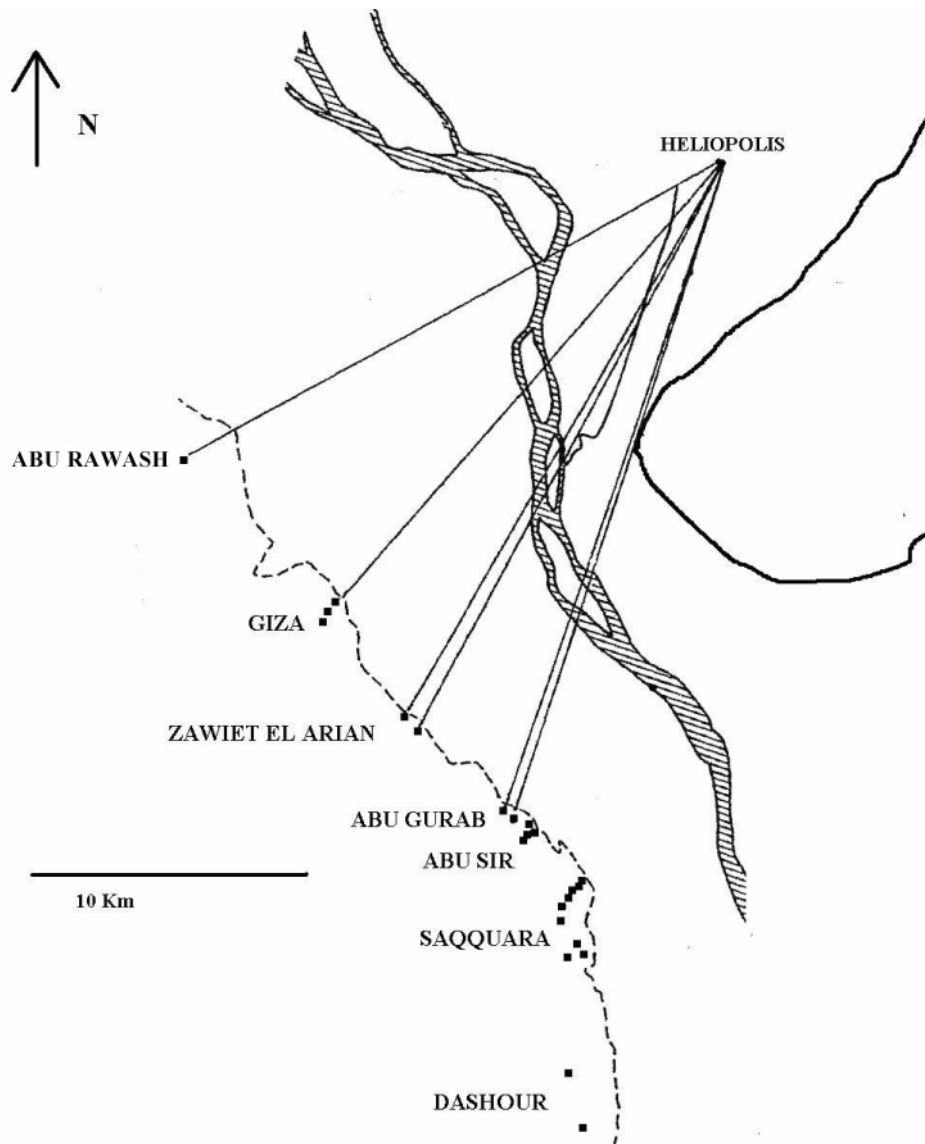 HELIOPOLIS
N
ABU RAWASH
GIZA
ZAWIET EL ARIAN
ABU GURAB
ABU SIR
10 Km
SAQQUARA
DASHOUR